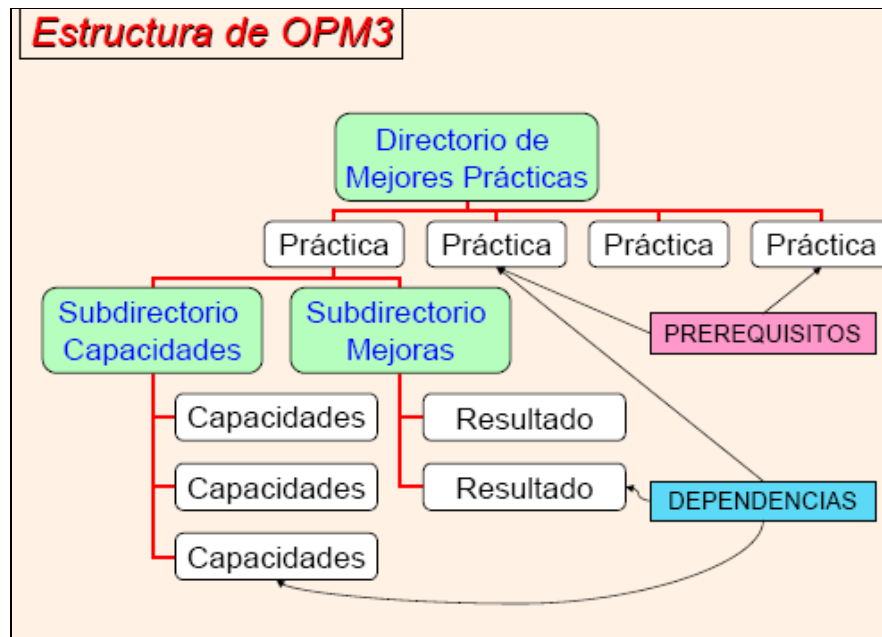 Estructura de OPM3
Directorio de
Mejores Prácticas
Práctica
Práctica
Práctica
Práctica
Subdirectorio
Capacidades
Subdirectorio
Mejoras
PREREQUISITOS
Capacidades
Resultado
Capacidades
Resultado
DEPENDENCIAS
Capacidades